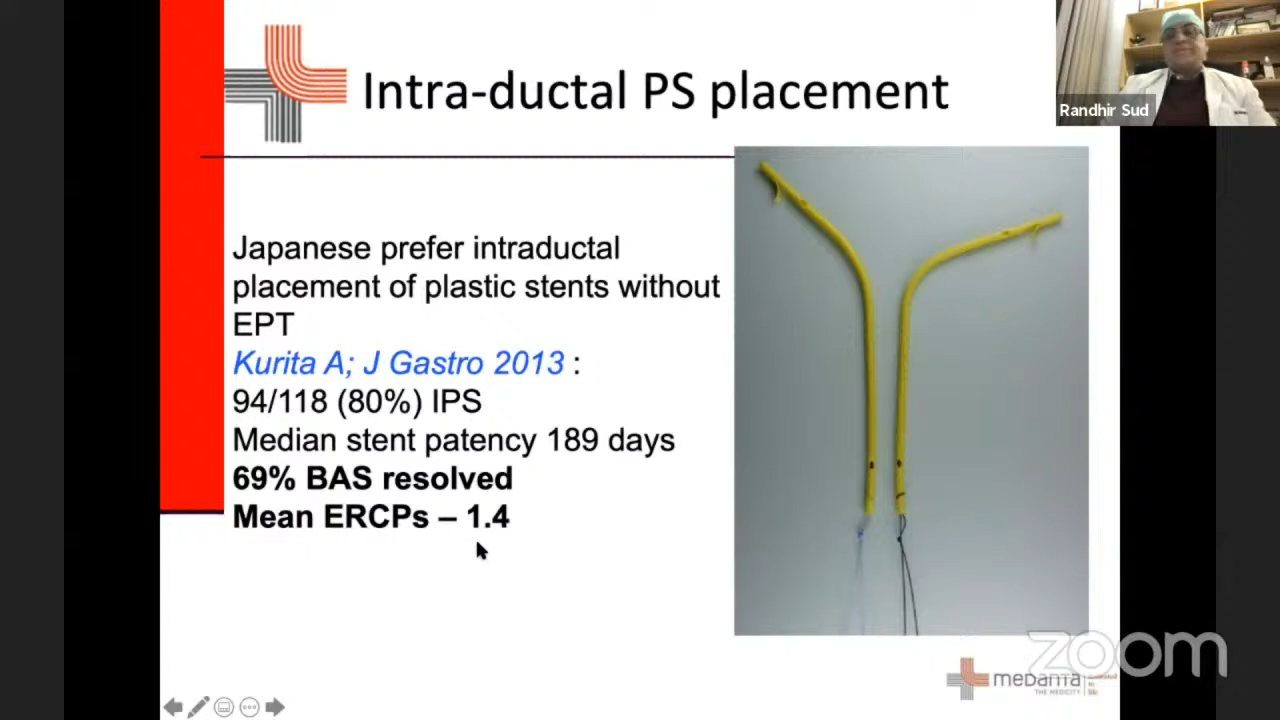 Intra-ductal PS placement
Randhir Sud
Japanese prefer intraductal
placement of plastic stents without
EPT
Kurita A; J Gastro 2013 :
94/118 (80%) IPS
Median stent patency 189 days
69% BAS resolved
Mean ERCPs – 1.4
zoom
medanta
THE MEDICITY